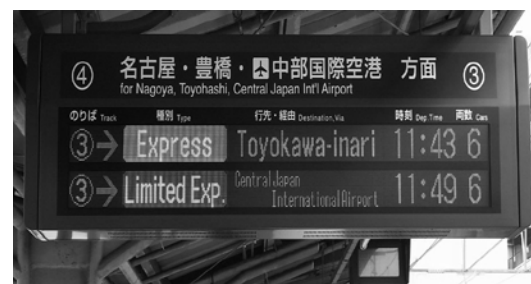 ④ 名古屋・豊橋・✈中部国際空港 方面 ③
for Nagoya, Toyohashi, Central Japan Int'l Airport
のりば Track 種別 Type 行先・経由 Destination,Via 時刻 Dep.Time 両数 Cars
③→ Express Toyokawa-inari 11:43 6
③→ Limited Exp. Central Japan International Airport 11:49 6